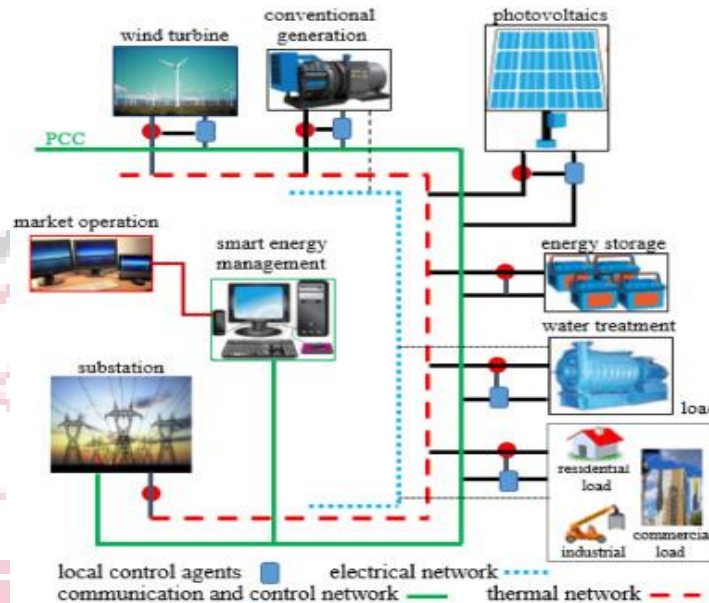 conventional
generation
photovoltaics
wind turbine
PCC
market operation
smart energy
management
energy storage
water treatment
substation
load
residential
load
industrial
commercial
load
local control agents
electrical network
communication and control network
thermal network